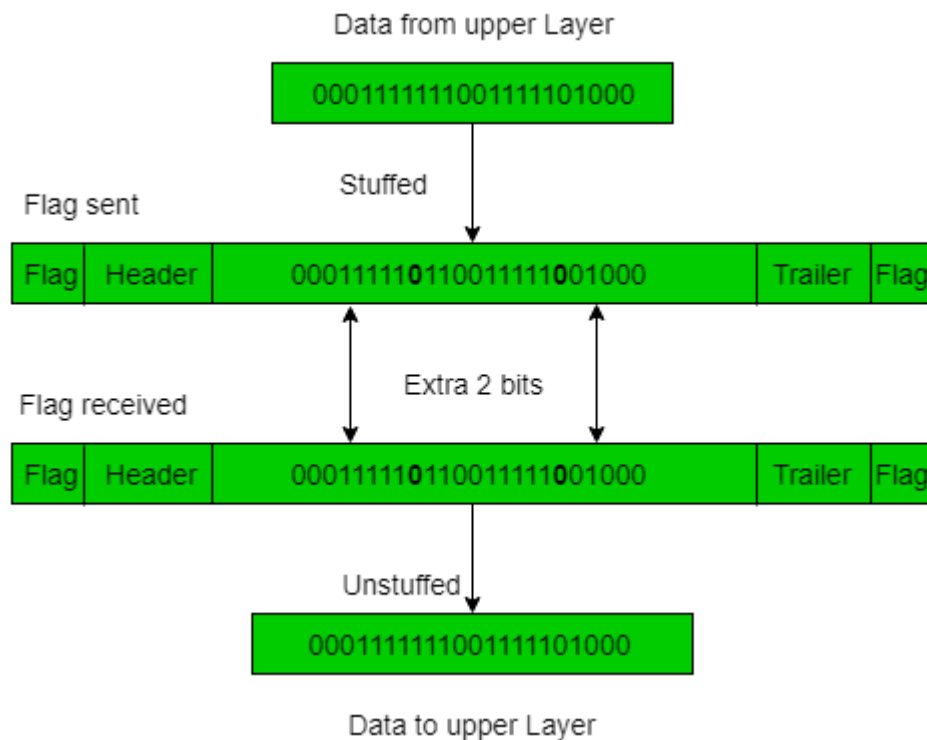 Data from upper Layer
0001111111001111101000
Stuffed
Flag sent
Flag Header 000111110110011111001000 Trailer Flag
Extra 2 bits
Flag received
Flag Header 000111110110011111001000 Trailer Flag
Unstuffed
0001111111001111101000
Data to upper Layer